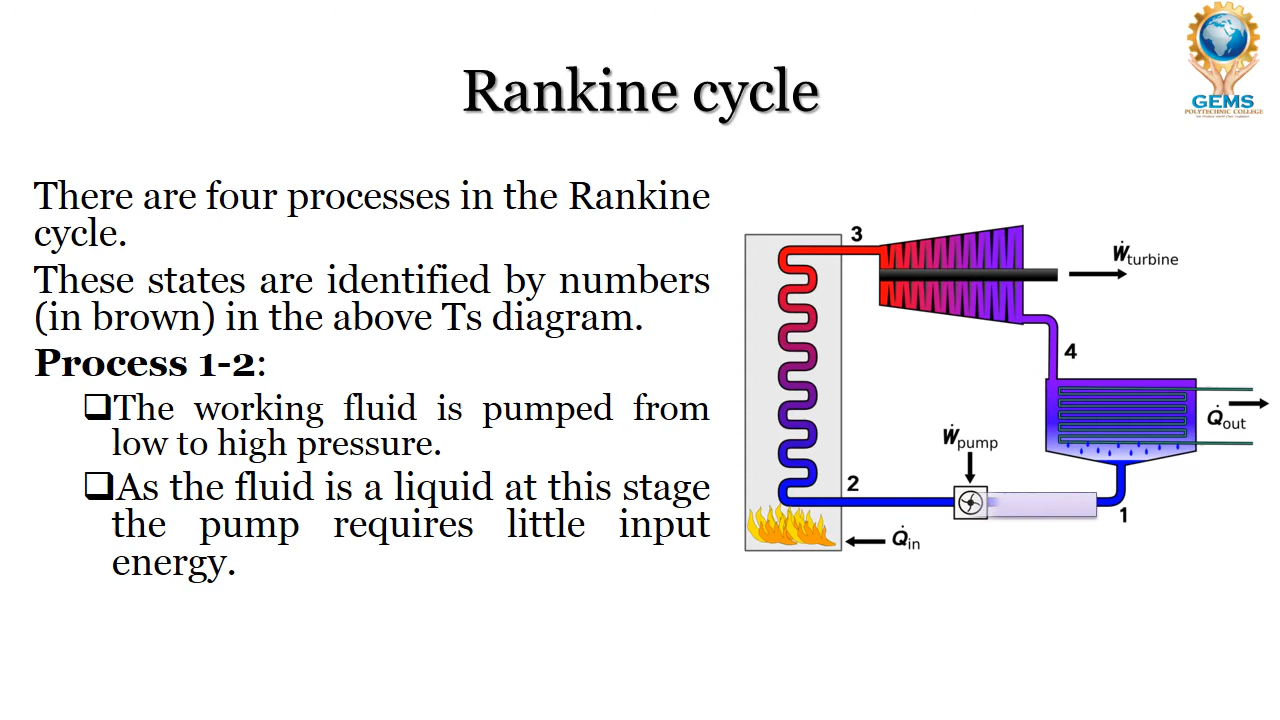 GEMS
POLYTECHNIC COLLEGE
Rankine cycle
There are four processes in the Rankine
cycle.
These states are identified by numbers
(in brown) in the above Ts diagram.
Process 1-2:
❑The working fluid is pumped from
low to high pressure.
❑As the fluid is a liquid at this stage
the pump requires little input
energy.
3
Ẇturbine
4
Q̇out
Ẇpump
2
1
Q̇in